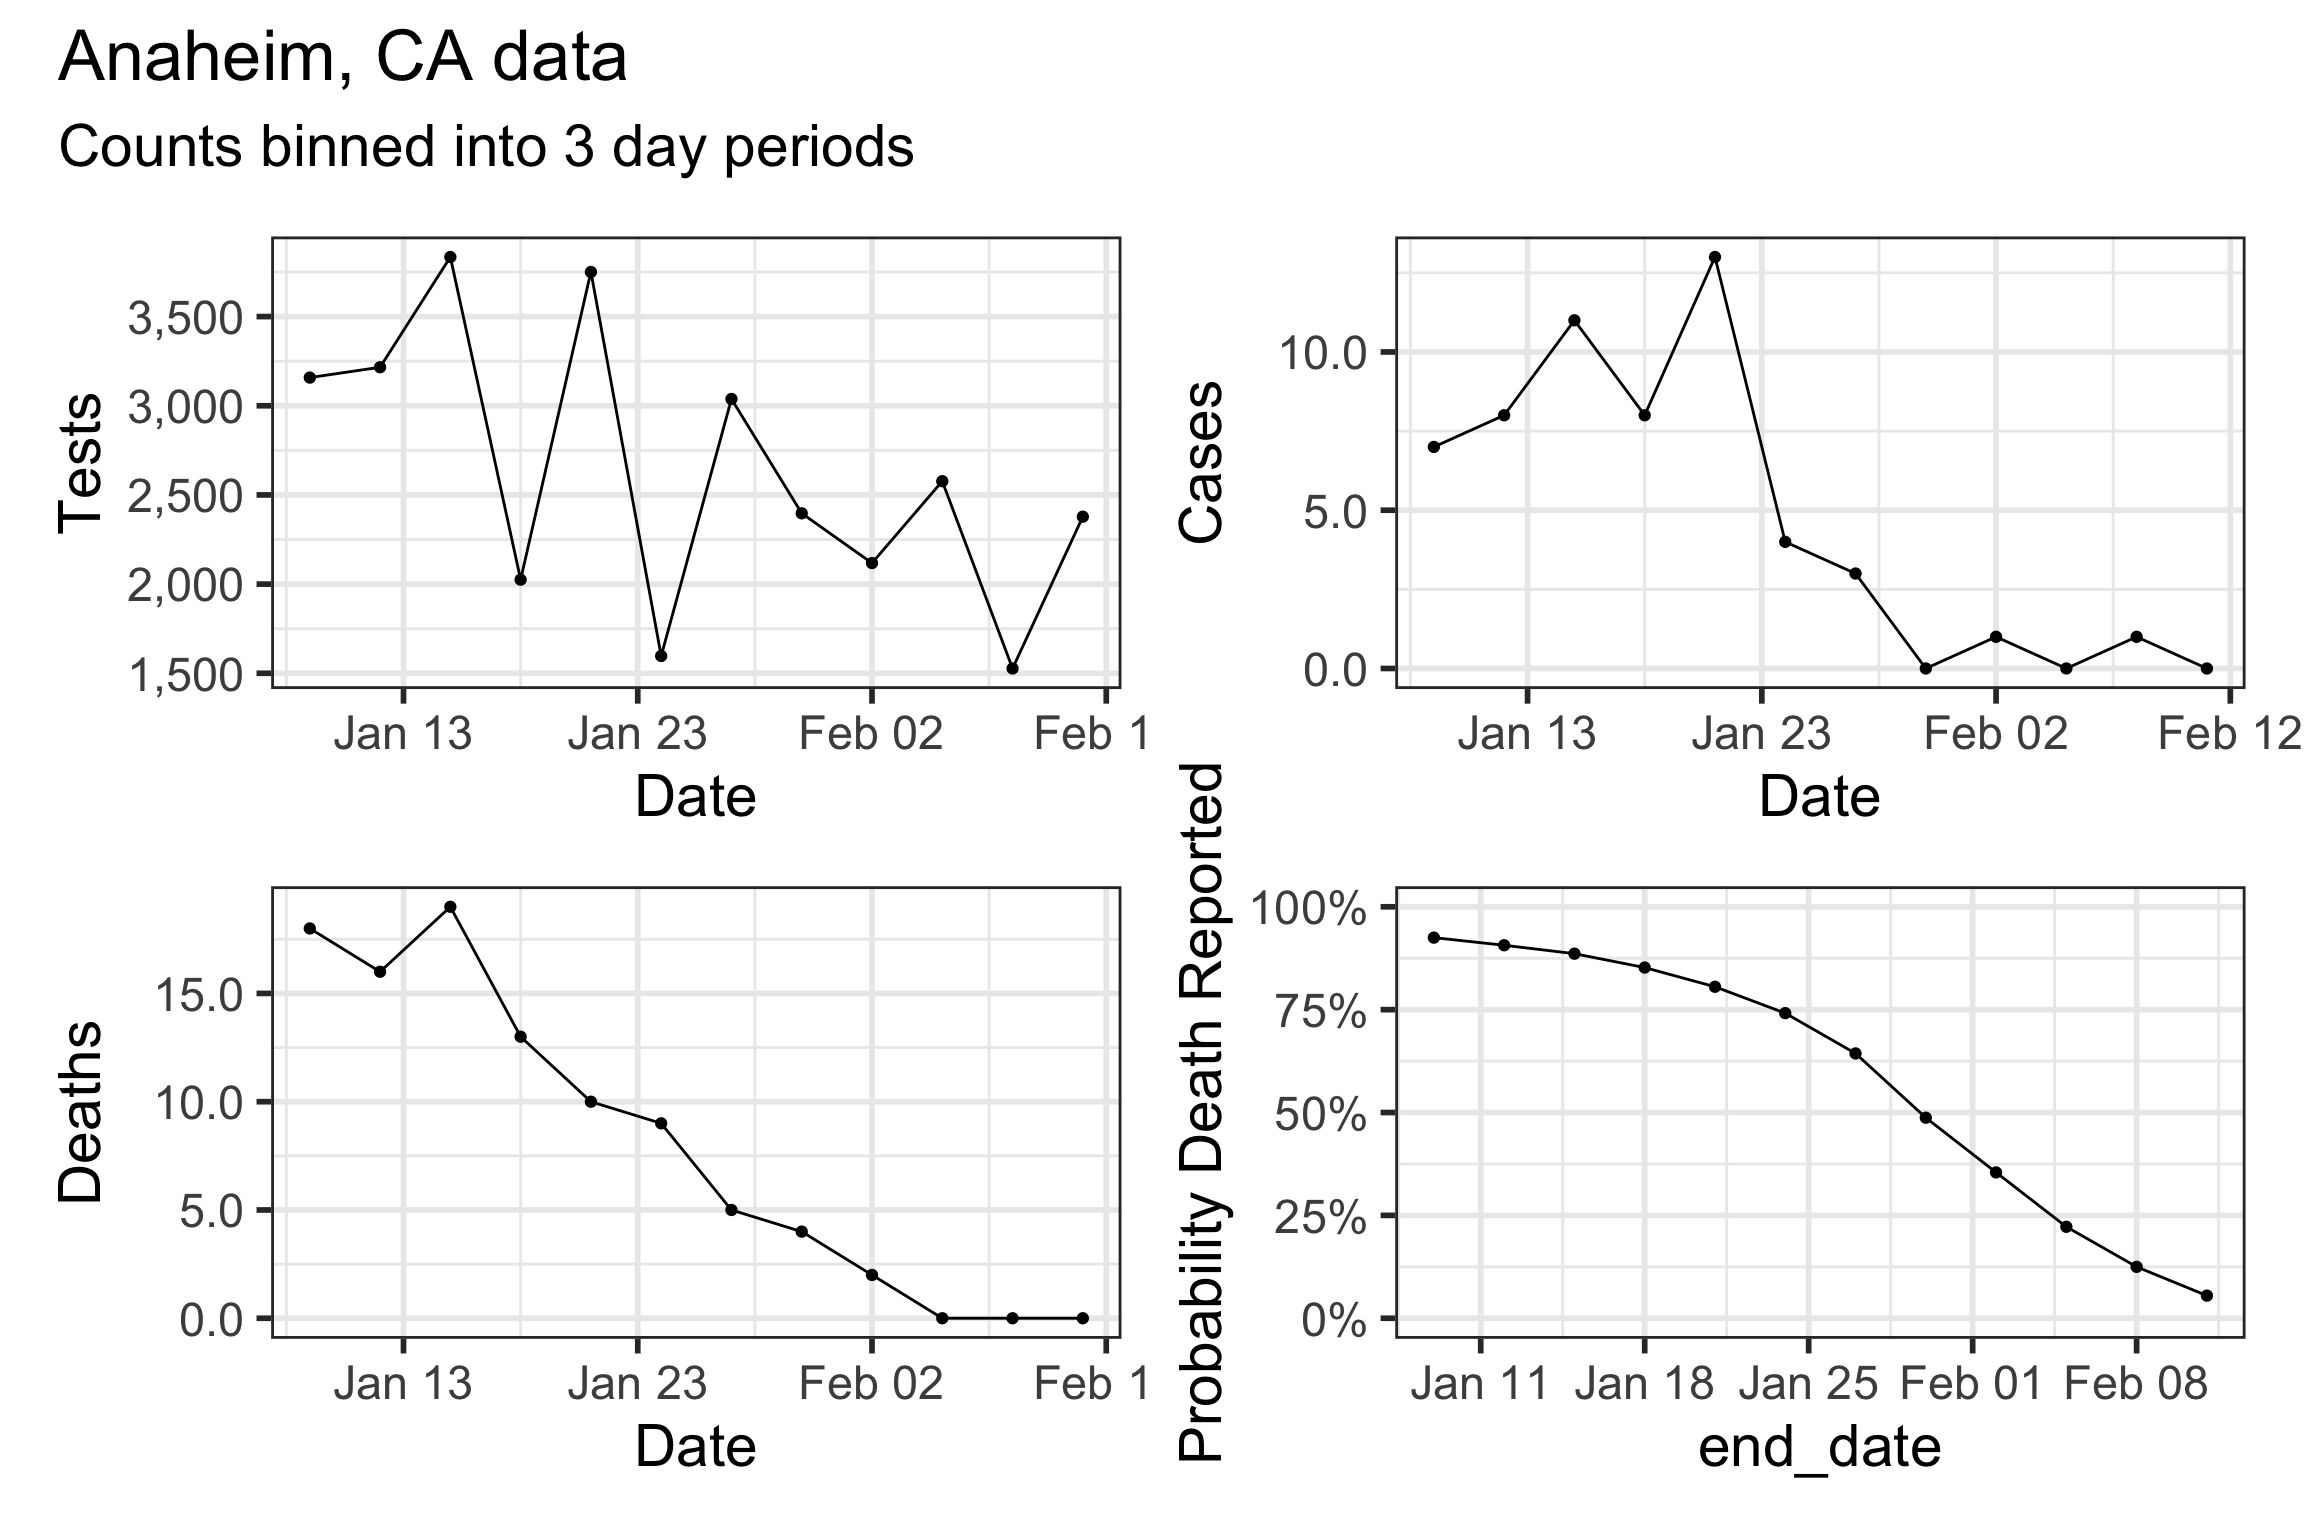 Anaheim, CA data
Counts binned into 3 day periods
Tests
3,500
3,000
2,500
2,000
1,500
Jan 13 Jan 23 Feb 02 Feb 1
Date
Cases
10.0
5.0
0.0
Jan 13 Jan 23 Feb 02 Feb 12
Date
Deaths
15.0
10.0
5.0
0.0
Jan 13 Jan 23 Feb 02 Feb 1
Date
Probability Death Reported
100%
75%
50%
25%
0%
Jan 11 Jan 18 Jan 25 Feb 01 Feb 08
end_date